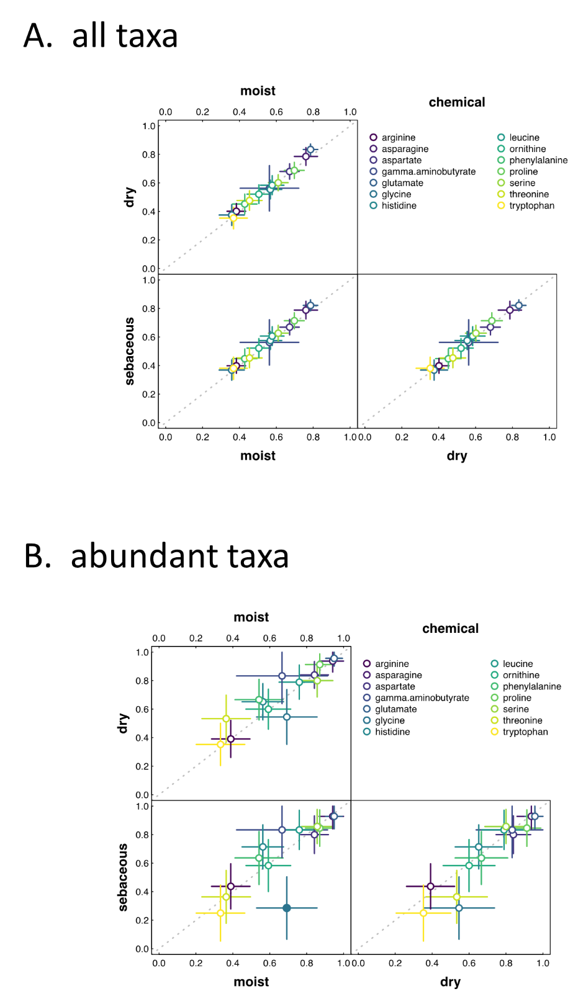 A. all taxa
moist
chemical
0.0 0.2 0.4 0.6 0.8 1.0
1.0
0.8
0.6
0.4
0.2
0.0
dry
arginine
asparagine
aspartate
gamma.aminobutyrate
glutamate
glycine
histidine
leucine
ornithine
phenylalanine
proline
serine
threonine
tryptophan
1.0
0.8
0.6
0.4
0.2
0.0
sebaceous
0.0 0.2 0.4 0.6 0.8 1.0 0.0 0.2 0.4 0.6 0.8 1.0
moist dry
B. abundant taxa
moist
chemical
0.0 0.2 0.4 0.6 0.8 1.0
1.0
0.8
0.6
0.4
0.2
0.0
dry
arginine
asparagine
aspartate
gamma.aminobutyrate
glutamate
glycine
histidine
leucine
ornithine
phenylalanine
proline
serine
threonine
tryptophan
1.0
0.8
0.6
0.4
0.2
0.0
sebaceous
0.0 0.2 0.4 0.6 0.8 1.0 0.0 0.2 0.4 0.6 0.8 1.0
moist dry